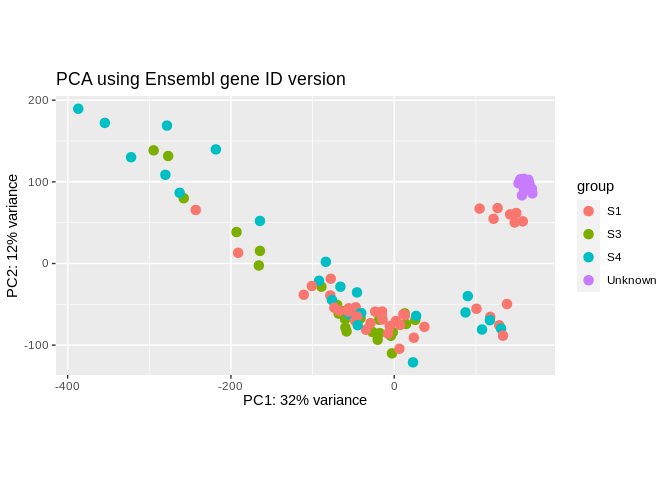 PCA using Ensembl gene ID version
200
100
0
-100
-400
-200
0
PC1: 32% variance
PC2: 12% variance
group
S1
S3
S4
Unknown